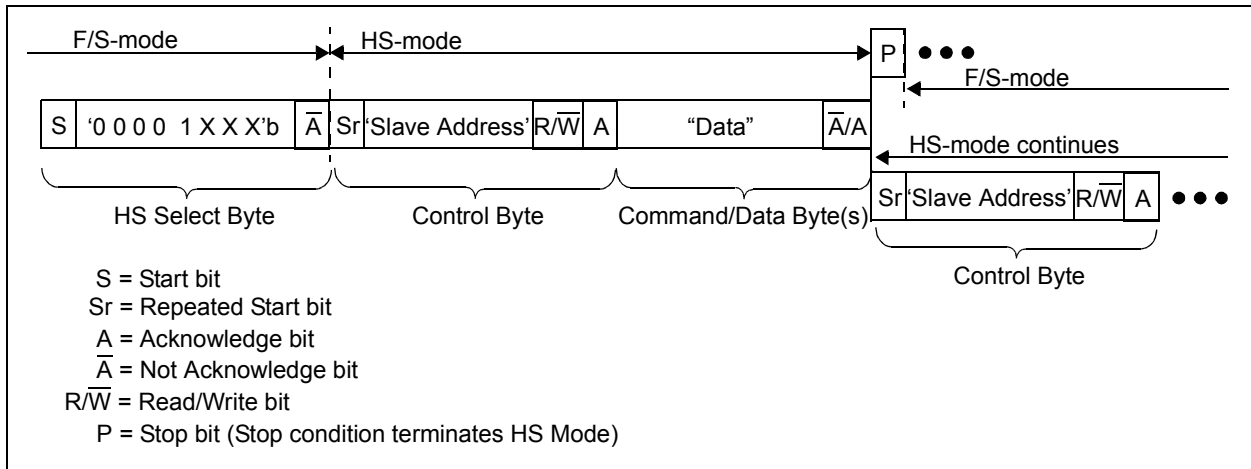 F/S-mode HS-mode P
F/S-mode
S '0 0 0 0 1 X X X'b A̅ Sr 'Slave Address' R/W̅ A "Data" A̅/A
HS-mode continues
Sr 'Slave Address' R/W̅ A
HS Select Byte Control Byte Command/Data Byte(s)
Control Byte
S = Start bit
Sr = Repeated Start bit
A = Acknowledge bit
A̅ = Not Acknowledge bit
R/W̅ = Read/Write bit
P = Stop bit (Stop condition terminates HS Mode)